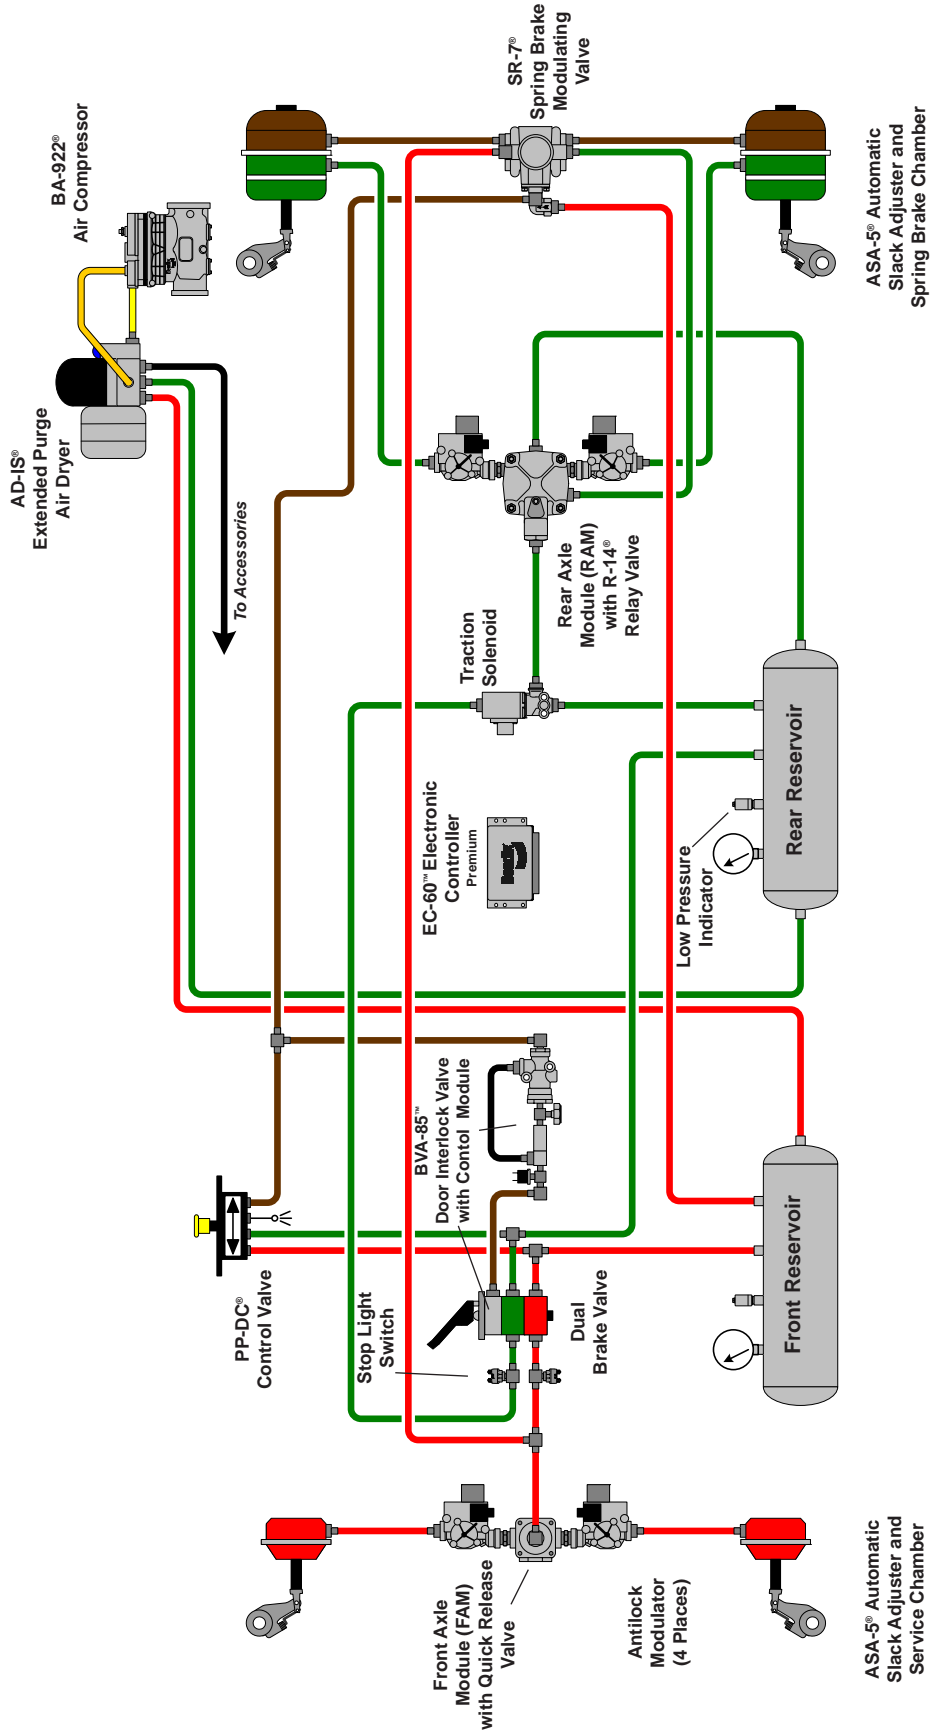 BA-922®
Air Compressor
AD-IS®
Extended Purge
Air Dryer
To Accessories
SR-7®
Spring Brake
Modulating
Valve
ASA-5® Automatic
Slack Adjuster and
Spring Brake Chamber
Rear Axle
Module (RAM)
with R-14®
Relay Valve
Traction
Solenoid
EC-60™ Electronic
Controller
Premium
Bendix
Low Pressure
Indicator
Rear Reservoir
BVA-85™
Door Interlock Valve
with Contol Module
PP-DC®
Control Valve
Stop Light
Switch
Dual
Brake Valve
Front Reservoir
Front Axle
Module (FAM)
with Quick Release
Valve
Antilock
Modulator
(4 Places)
ASA-5® Automatic
Slack Adjuster and
Service Chamber